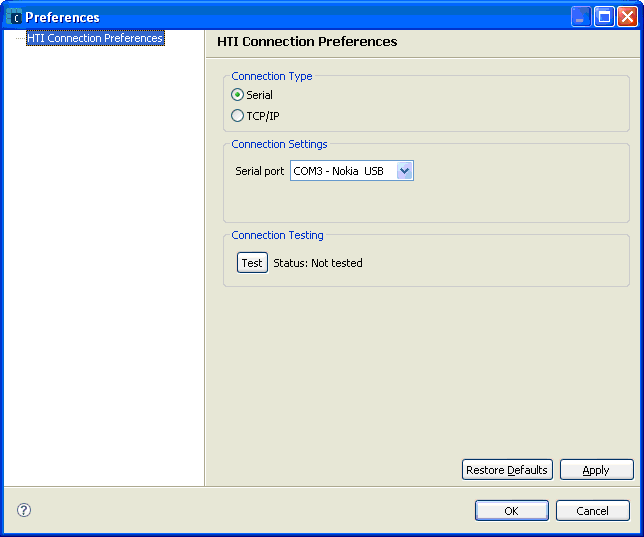 Preferences
HTI Connection Preferences
HTI Connection Preferences
Connection Type
Serial
TCP/IP
Connection Settings
Serial port COM3 - Nokia USB
Connection Testing
Test Status: Not tested
Restore Defaults Apply
? OK Cancel